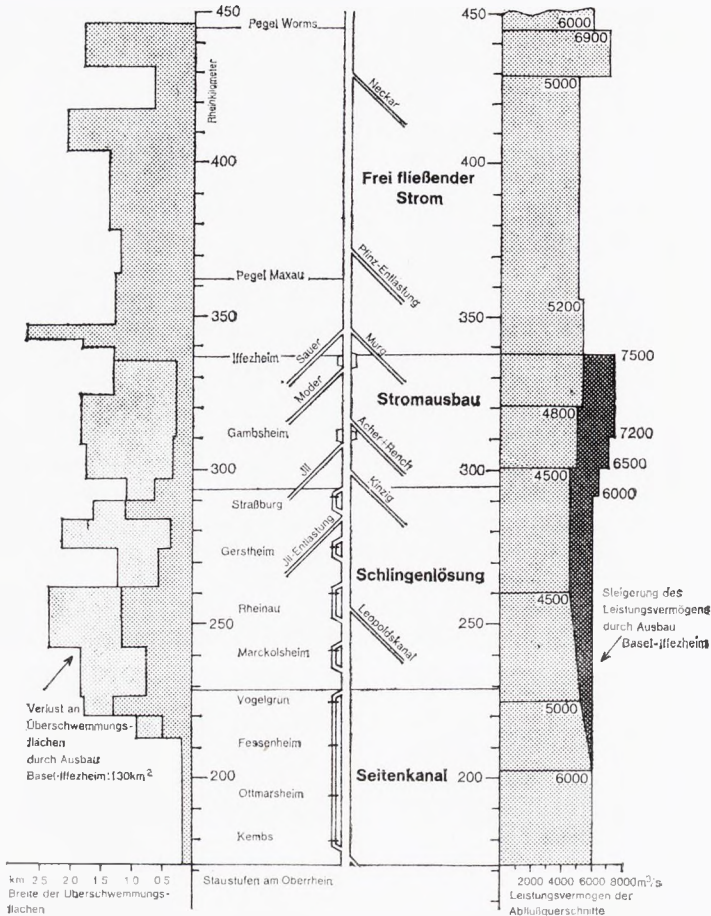 450
Pegel Worms
Rheinkilometer
400
Pegel Maxau
350
Iffezheim
Gambsheim
300
Straßburg
Gerstheim
Rheinau
250
Marckolsheim
Vogelgrun
Fessenheim
200
Ottmarsheim
Kembs
Verlust an
Überschwemmungs-
flächen
durch Ausbau
Basel-Iffezheim: 130km²
km 2 5 2 0 1 5 1 0 0 5
Breite der Überschwemmungs-
flächen
Staustufen am Oberrhein
Neckar
Pfinz-Entlastung
Sauer
Murg
Moder
Acher+Rench
Jll
Kinzig
Jll-Entlastung
Leopoldskanal
Frei fließender
Strom
Stromausbau
Schlingenlösung
Seitenkanal
450
400
350
300
250
200
6000
6900
5000
5200
7500
4800
7200
6500
4500
6000
4500
5000
6000
Steigerung des
Leistungsvermögens
durch Ausbau
Basel-Iffezheim
2000 4000 6000 8000 m³/s
Leistungsvermögen der
Abflußquerschnitte